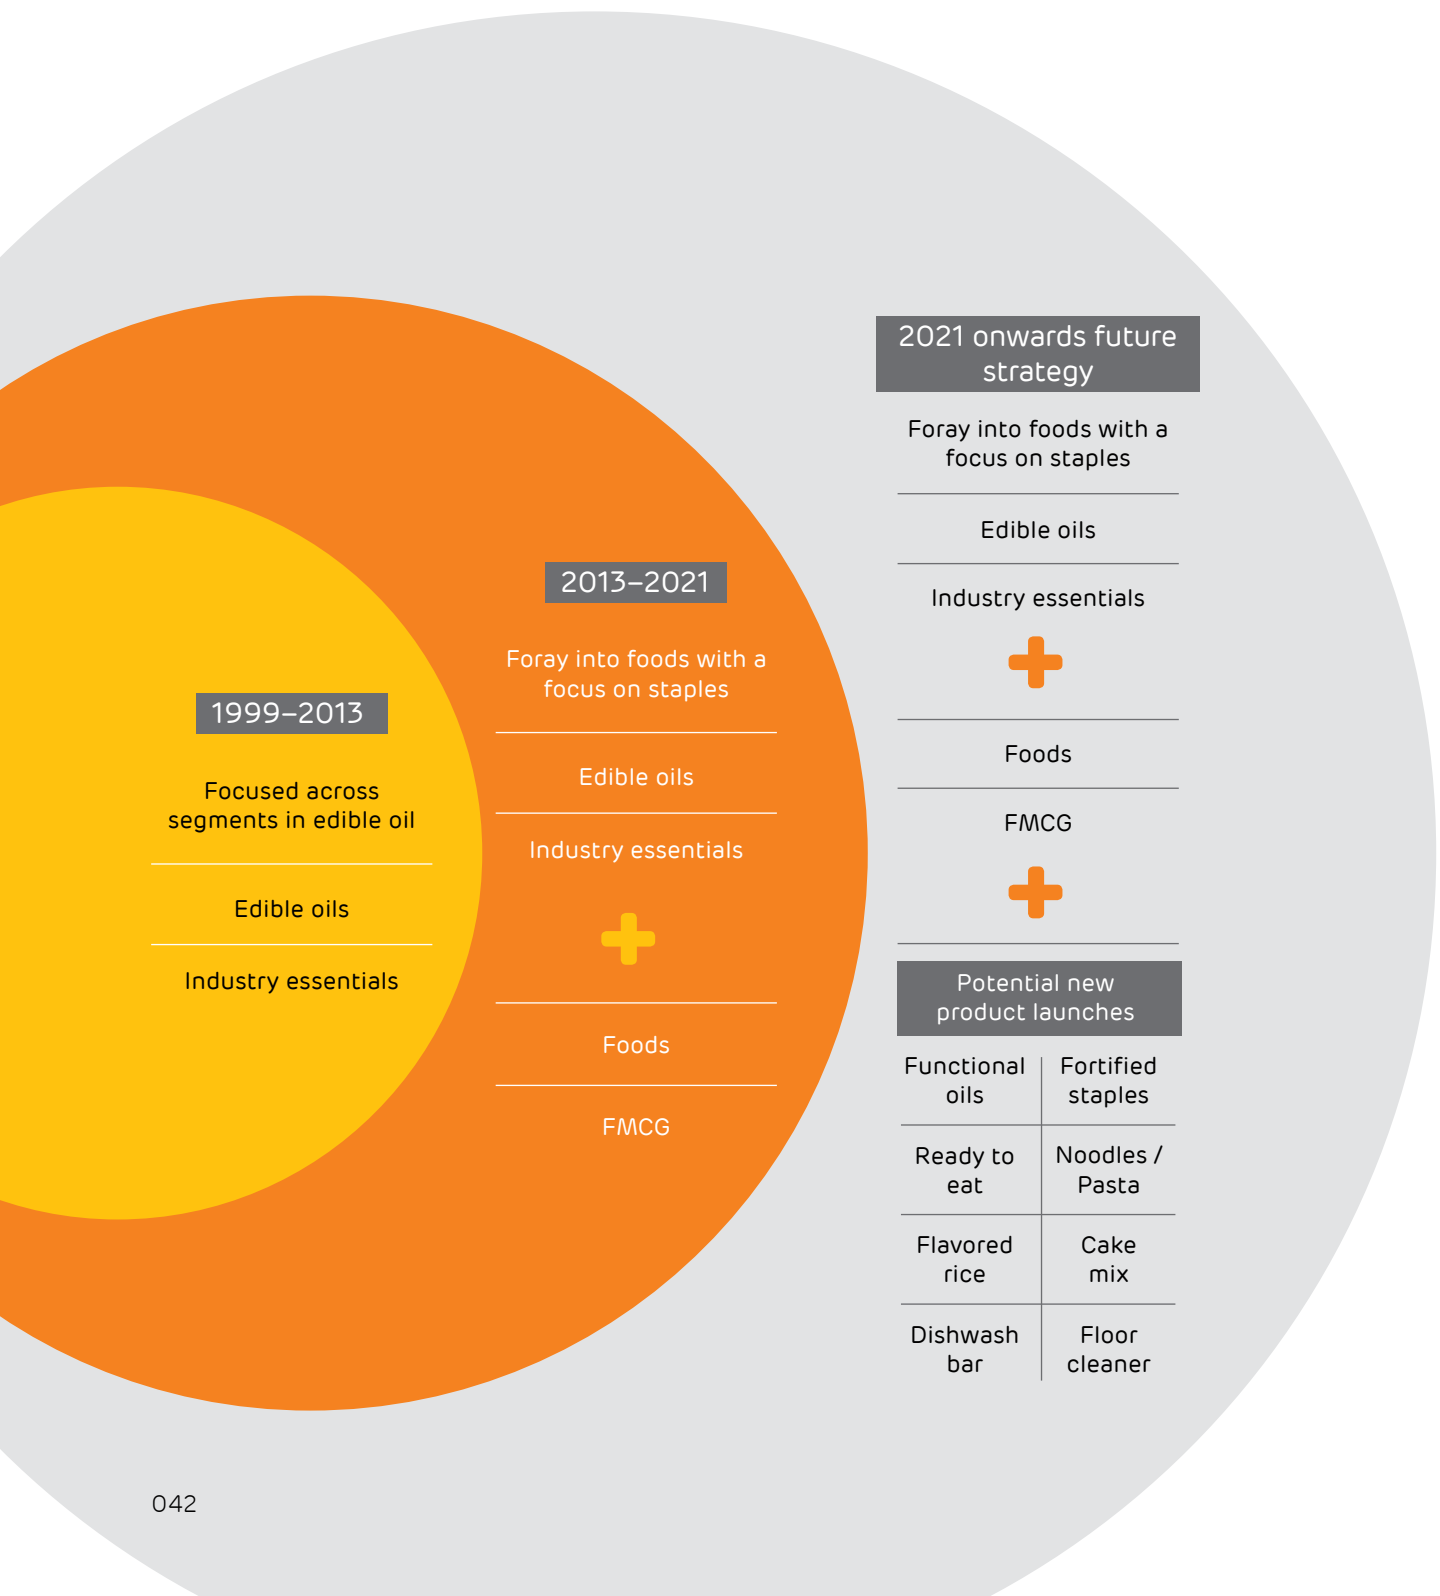 1999–2013
Focused across
segments in edible oil
Edible oils
Industry essentials
2013–2021
Foray into foods with a
focus on staples
Edible oils
Industry essentials
Foods
FMCG
2021 onwards future
strategy
Foray into foods with a
focus on staples
Edible oils
Industry essentials
Foods
FMCG
Potential new
product launches
Functional
oils
Fortified
staples
Ready to
eat
Noodles /
Pasta
Flavored
rice
Cake
mix
Dishwash
bar
Floor
cleaner
042